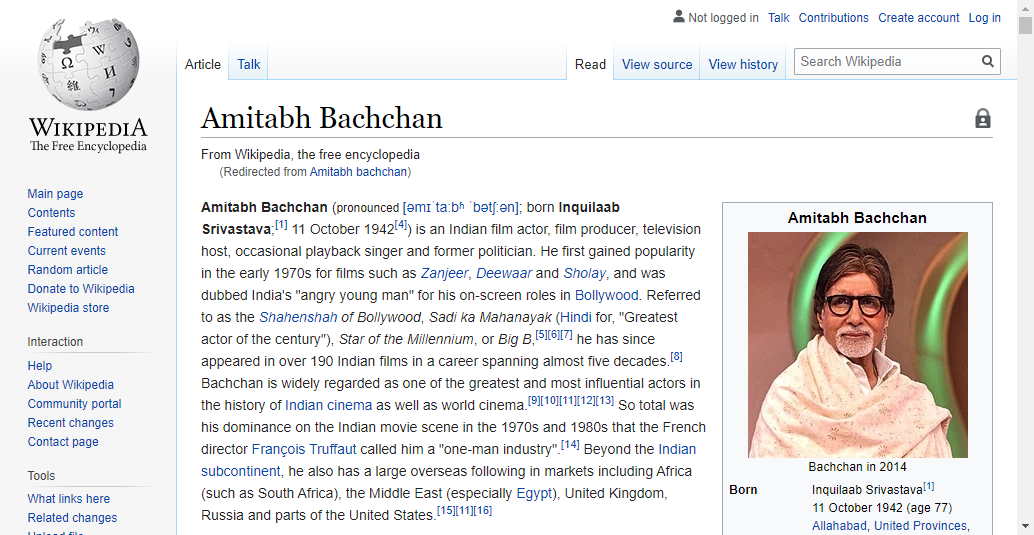 Not logged in Talk Contributions Create account Log in
Article Talk Read View source View history Search Wikipedia
WIKIPEDIA
The Free Encyclopedia
Main page
Contents
Featured content
Current events
Random article
Donate to Wikipedia
Wikipedia store
Interaction
Help
About Wikipedia
Community portal
Recent changes
Contact page
Tools
What links here
Related changes
Upload file
Amitabh Bachchan
From Wikipedia, the free encyclopedia
(Redirected from Amitabh bachchan)
Amitabh Bachchan (pronounced [əmɪˈtaːbʱ ˈbətʃːən]; born Inquilaab
Srivastava;[1] 11 October 1942[4]) is an Indian film actor, film producer, television
host, occasional playback singer and former politician. He first gained popularity
in the early 1970s for films such as Zanjeer, Deewaar and Sholay, and was
dubbed India's "angry young man" for his on-screen roles in Bollywood. Referred
to as the Shahenshah of Bollywood, Sadi ka Mahanayak (Hindi for, "Greatest
actor of the century"), Star of the Millennium, or Big B,[5][6][7] he has since
appeared in over 190 Indian films in a career spanning almost five decades.[8]
Bachchan is widely regarded as one of the greatest and most influential actors in
the history of Indian cinema as well as world cinema.[9][10][11][12][13] So total was
his dominance on the Indian movie scene in the 1970s and 1980s that the French
director François Truffaut called him a "one-man industry".[14] Beyond the Indian
subcontinent, he also has a large overseas following in markets including Africa
(such as South Africa), the Middle East (especially Egypt), United Kingdom,
Russia and parts of the United States.[15][11][16]
Amitabh Bachchan
Bachchan in 2014
Born Inquilaab Srivastava[1]
11 October 1942 (age 77)
Allahabad, United Provinces,